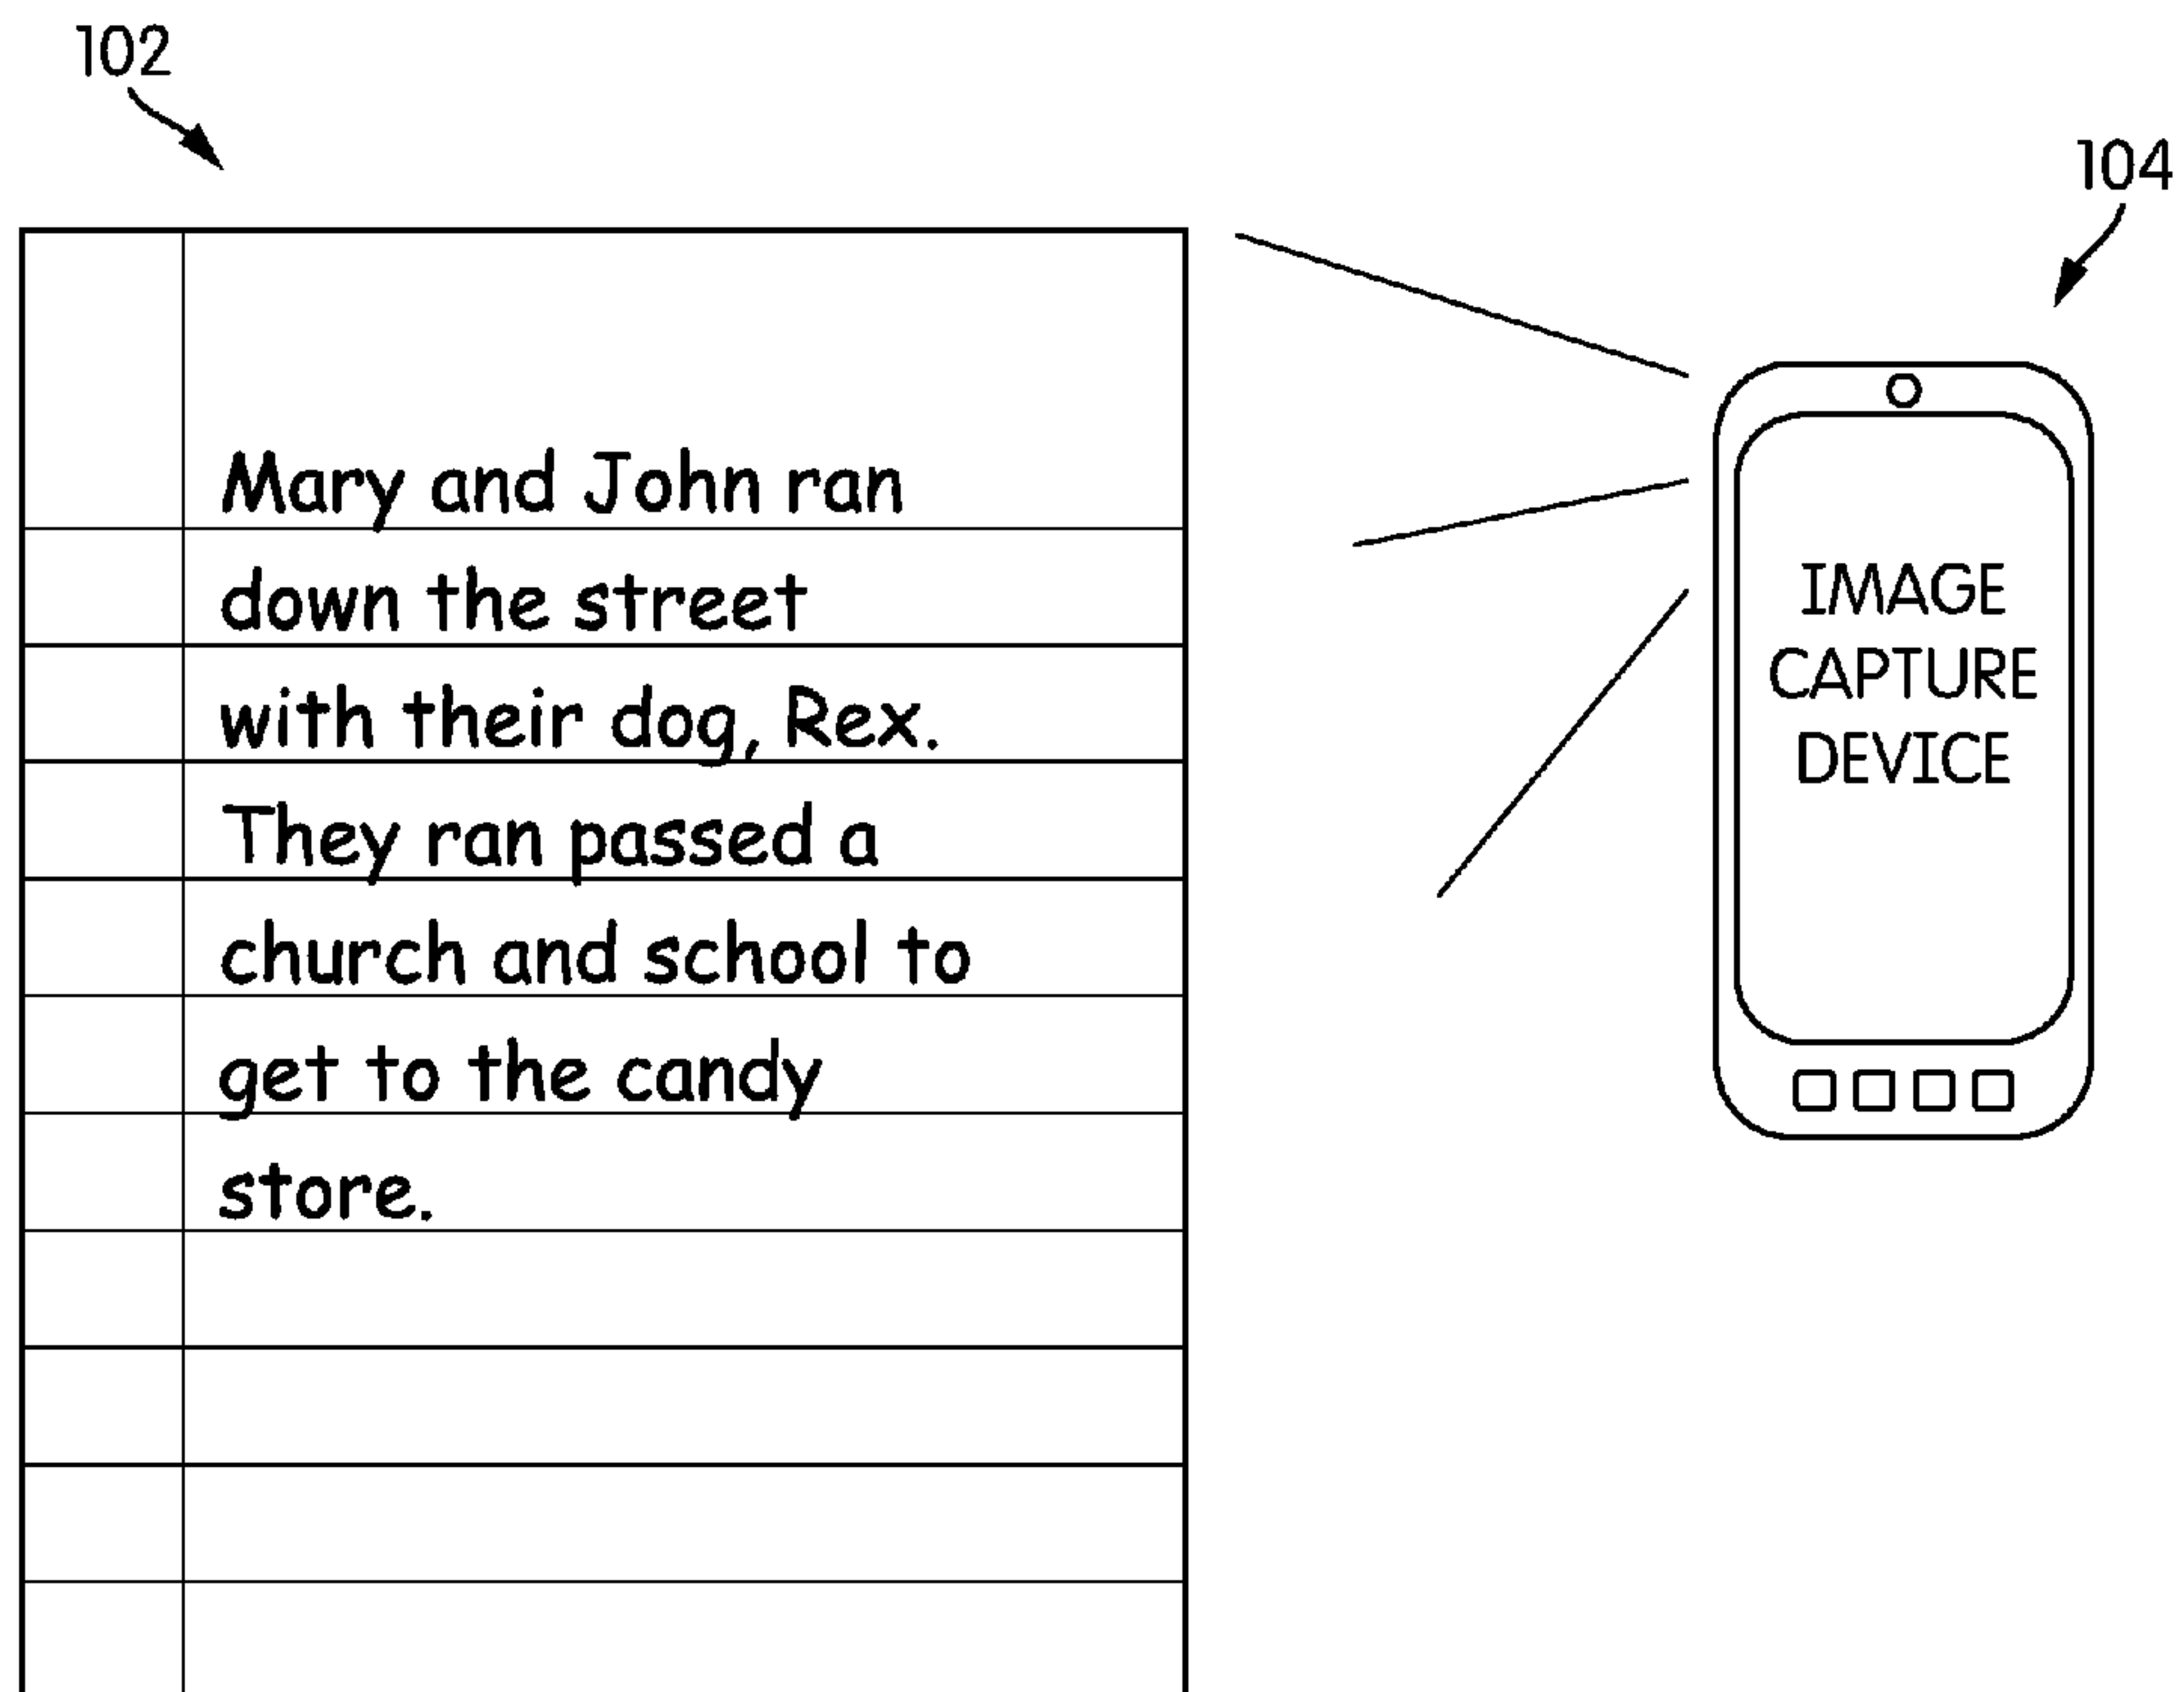 102
104
Mary and John ran
down the street
with their dog, Rex.
They ran passed a
church and school to
get to the candy
store.
IMAGE
CAPTURE
DEVICE